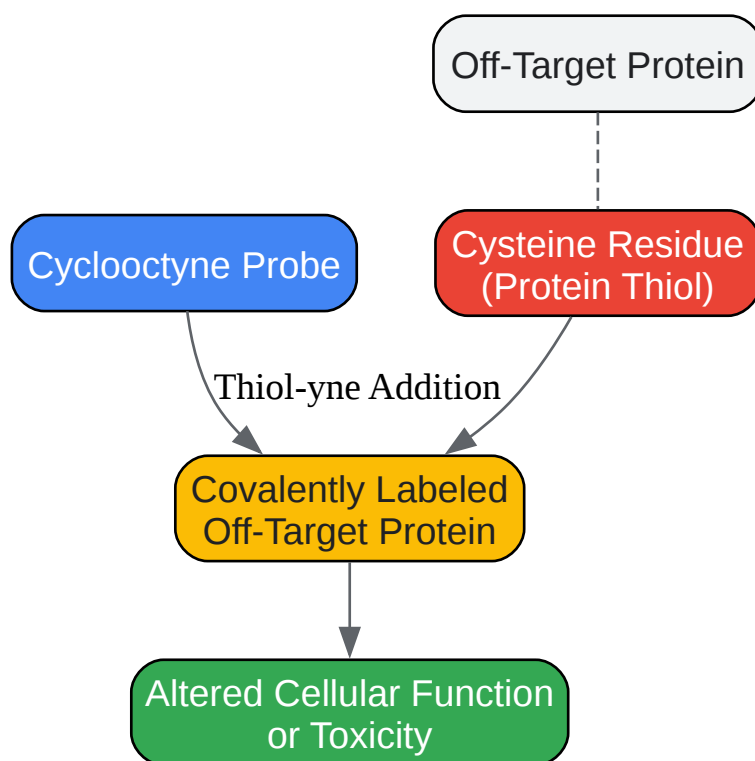 Off-Target Protein
Cyclooctyne Probe
Cysteine Residue
(Protein Thiol)
Thiol-yne Addition
Covalently Labeled
Off-Target Protein
Altered Cellular Function
or Toxicity